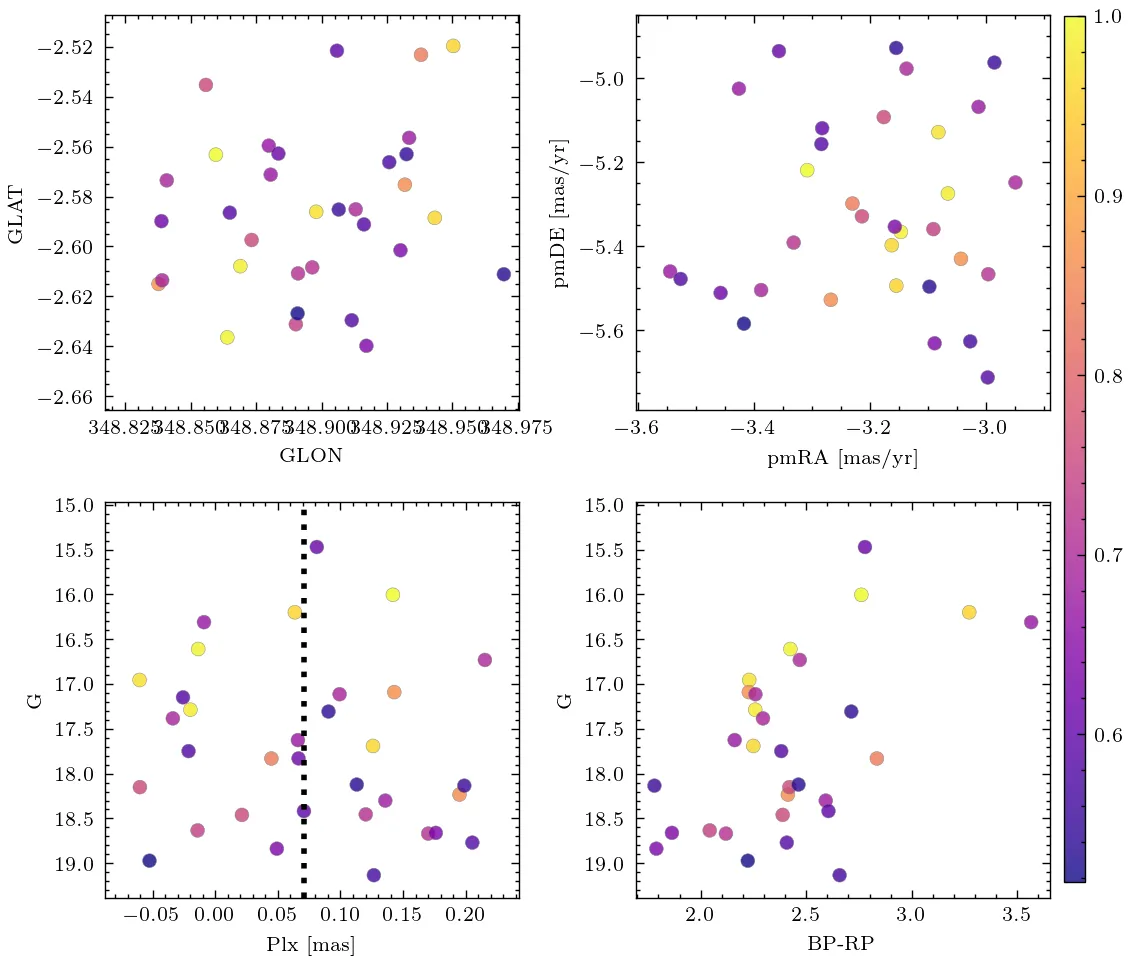 −2.52
−2.54
−2.56
−2.58
−2.60
−2.62
−2.64
−2.66
GLAT
348.825 348.850 348.875 348.900 348.925 348.950 348.975
GLON
−5.0
−5.2
−5.4
−5.6
pmDE [mas/yr]
−3.6 −3.4 −3.2 −3.0
pmRA [mas/yr]
1.0
0.9
0.8
0.7
0.6
15.0
15.5
16.0
16.5
17.0
17.5
18.0
18.5
19.0
G
−0.05 0.00 0.05 0.10 0.15 0.20
Plx [mas]
15.0
15.5
16.0
16.5
17.0
17.5
18.0
18.5
19.0
G
2.0 2.5 3.0 3.5
BP-RP